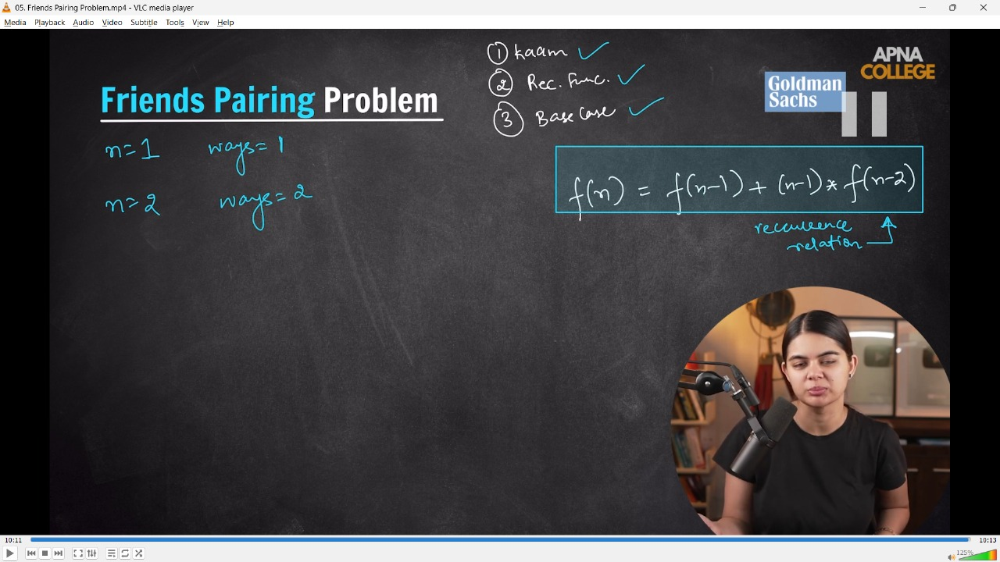 05. Friends Pairing Problem.mp4 - VLC media player
Media Playback Audio Video Subtitle Tools View Help
① Kaam ✓
② Rec. Func. ✓
③ Base Case ✓
APNA
COLLEGE
Goldman
Sachs
Friends Pairing Problem
n=1 ways=1
n=2 ways=2
f(n) = f(n-1) + (n-1)* f(n-2)
reccurence
relation
10:11 10:13
125%